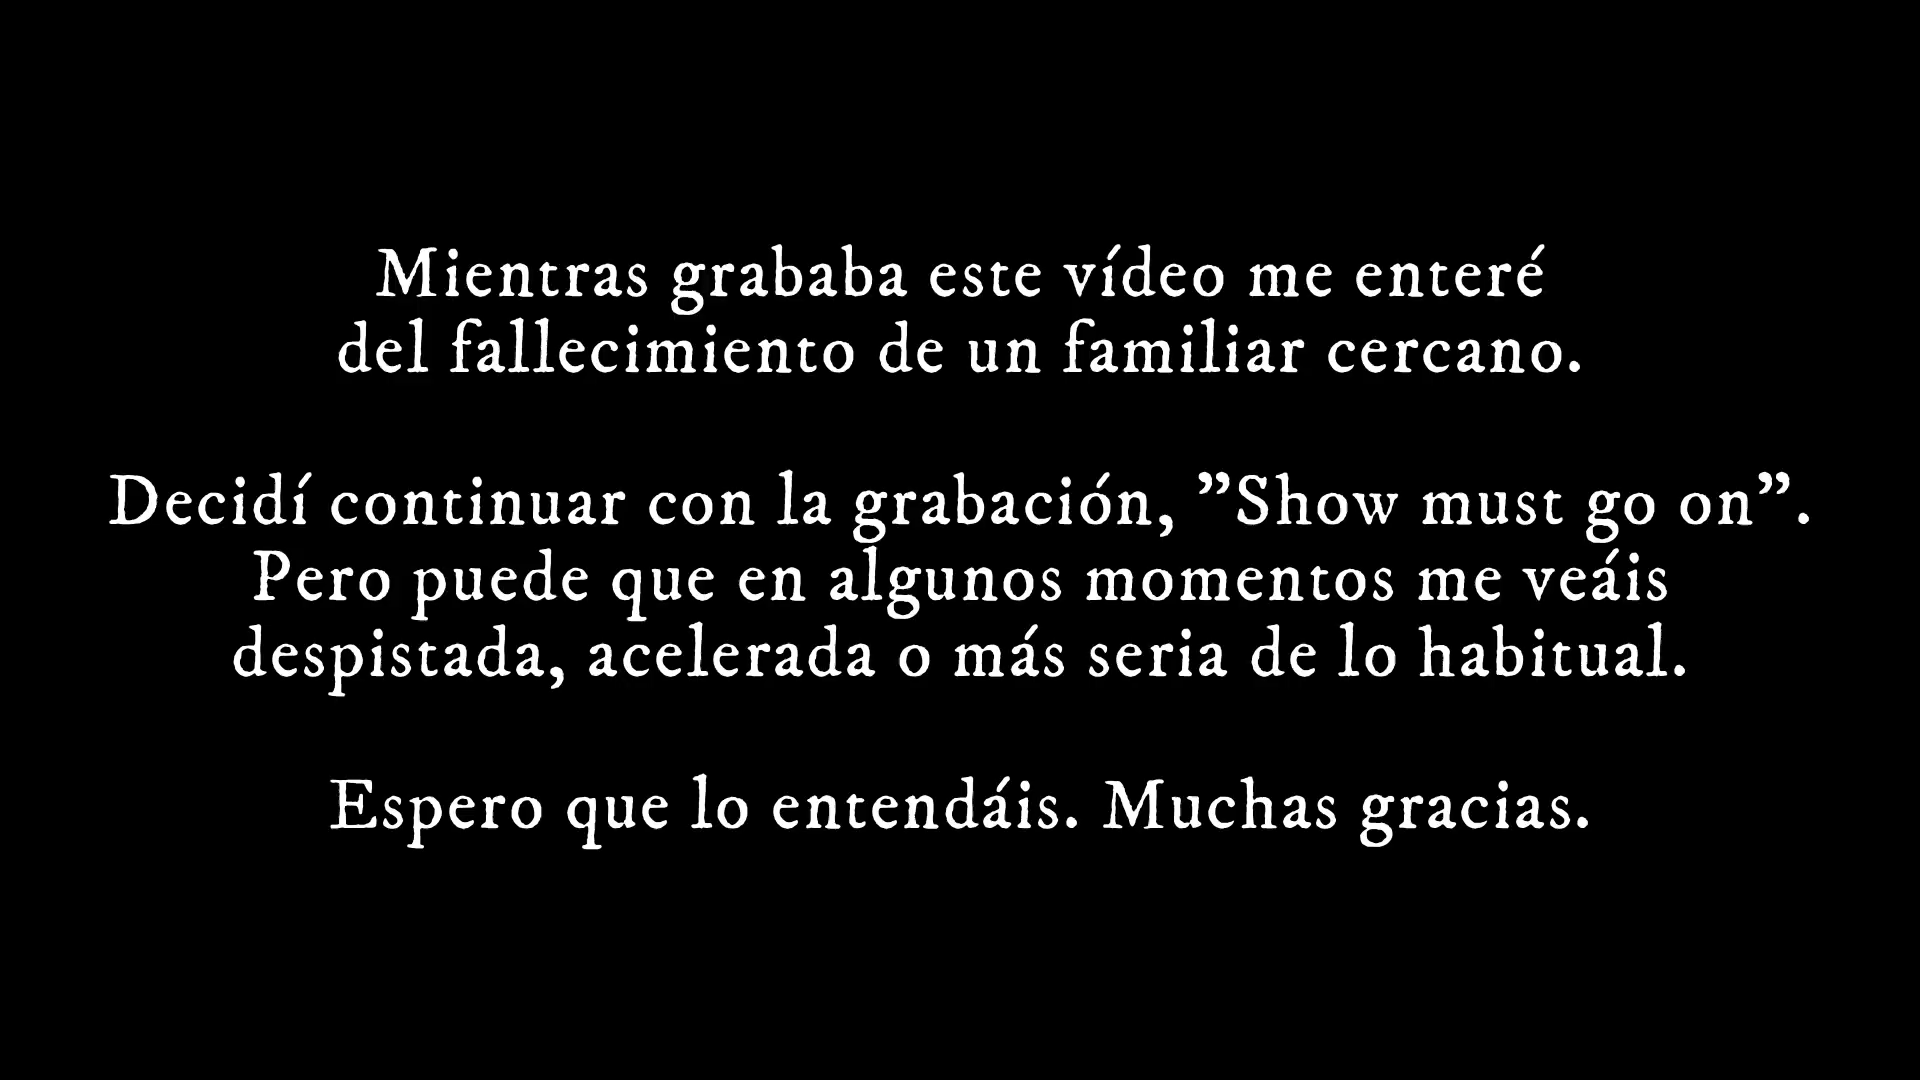 Mientras grababa este vídeo me enteré
del fallecimiento de un familiar cercano.
Decidí continuar con la grabación, ”Show must go on”.
Pero puede que en algunos momentos me veáis
despistada, acelerada o más seria de lo habitual.
Espero que lo entendáis. Muchas gracias.